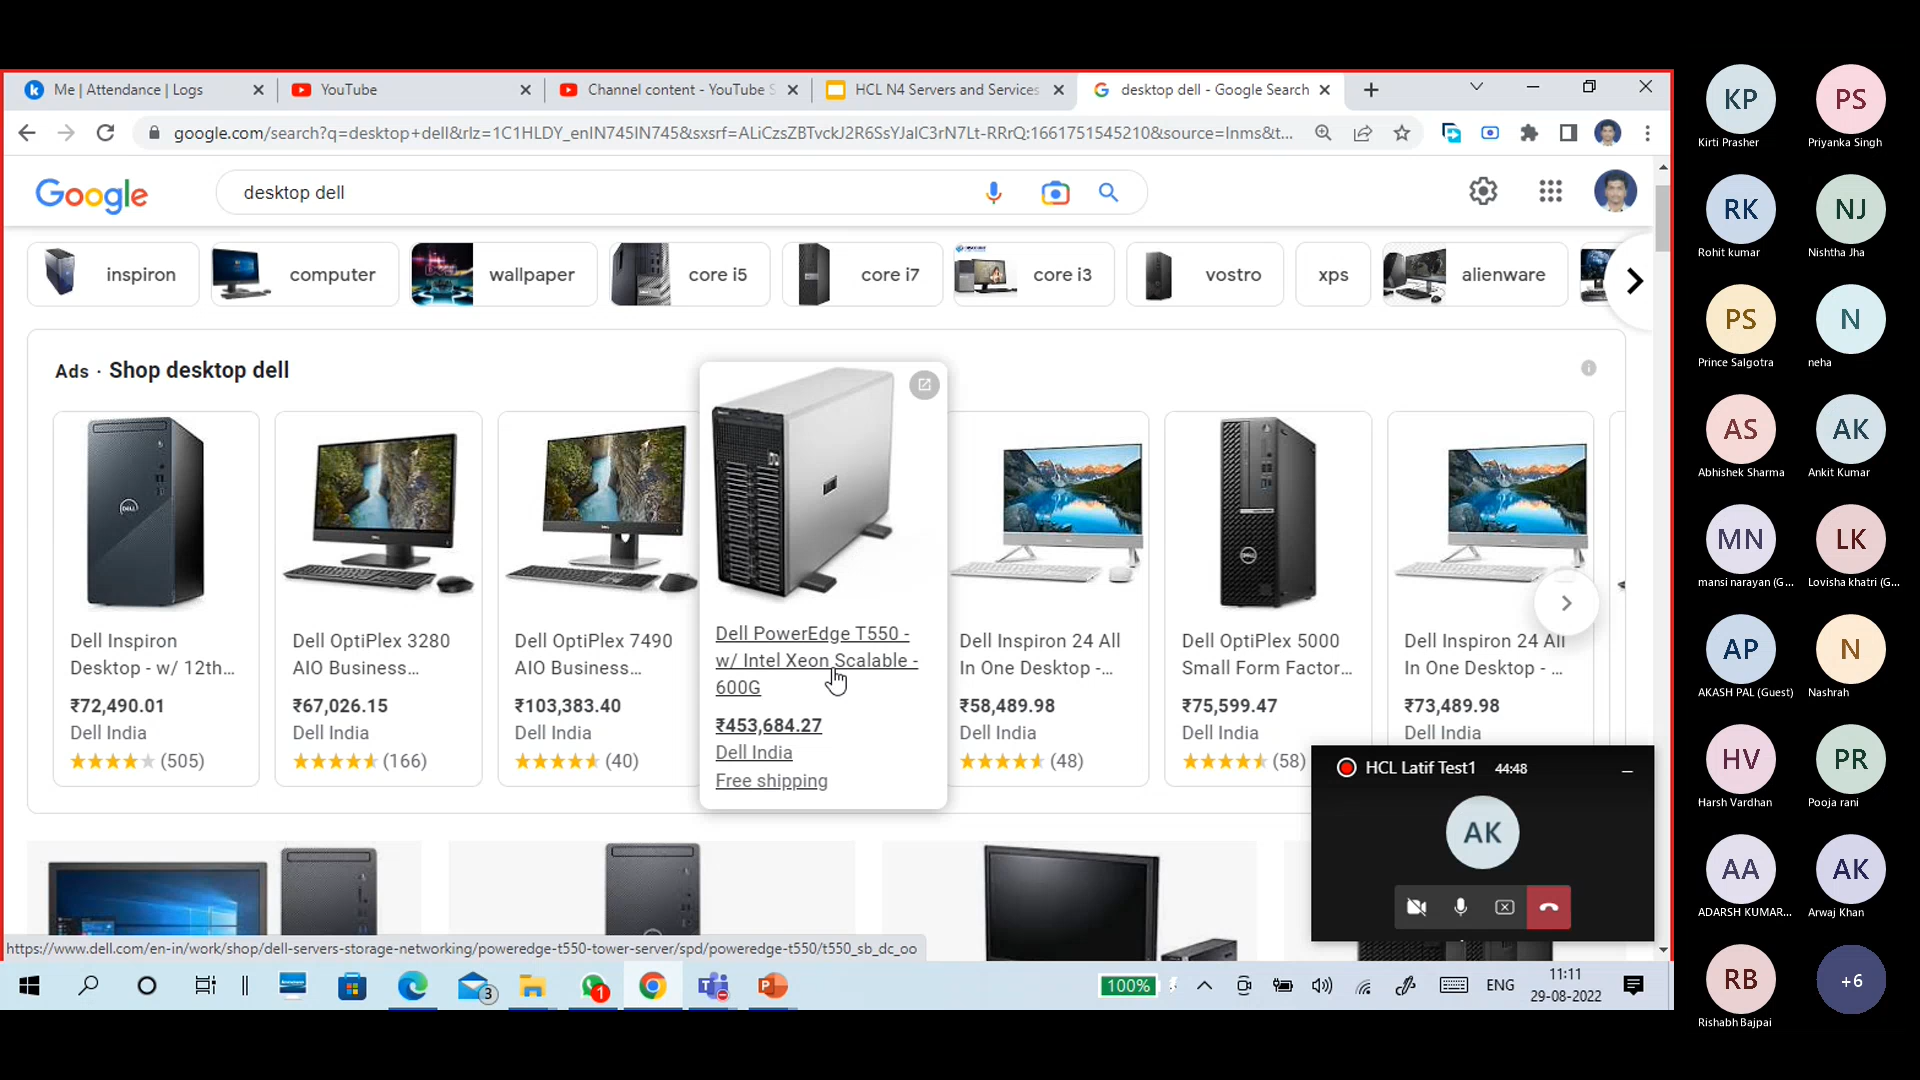 Me | Attendance | Logs
YouTube
Channel content - YouTube S
HCL N4 Servers and Services
desktop dell - Google Search
google.com/search?q=desktop+dell&rlz=1C1HLDY_enIN745IN745&sxsrf=ALiCzsZBTvckJ2R6SsYJalC3rN7Lt-RRrQ:1661751545210&source=lnms&t...
Google
desktop dell
inspiron
computer
wallpaper
core i5
core i7
core i3
vostro
xps
alienware
Ads · Shop desktop dell
Dell Inspiron
Desktop - w/ 12th...
₹72,490.01
Dell India
(505)
Dell OptiPlex 3280
AIO Business...
₹67,026.15
Dell India
(166)
Dell OptiPlex 7490
AIO Business...
₹103,383.40
Dell India
(40)
Dell PowerEdge T550 -
w/ Intel Xeon Scalable -
600G
₹453,684.27
Dell India
Free shipping
Dell Inspiron 24 All
In One Desktop -...
₹58,489.98
Dell India
(48)
Dell OptiPlex 5000
Small Form Factor...
₹75,599.47
Dell India
(58)
Dell Inspiron 24 All
In One Desktop - ...
₹73,489.98
Dell India
HCL Latif Test1 44:48
AK
https://www.dell.com/en-in/work/shop/dell-servers-storage-networking/poweredge-t550-tower-server/spd/poweredge-t550/t550_sb_dc_oo
3
1
100%
ENG
11:11
29-08-2022
KP
Kirti Prasher
PS
Priyanka Singh
RK
Rohit kumar
NJ
Nishtha Jha
PS
Prince Salgotra
N
neha
AS
Abhishek Sharma
AK
Ankit Kumar
MN
mansi narayan (G...
LK
Lovisha khatri (G...
AP
AKASH PAL (Guest)
N
Nashrah
HV
Harsh Vardhan
PR
Pooja rani
AA
ADARSH KUMAR...
AK
Arwaj Khan
RB
Rishabh Bajpai
+6